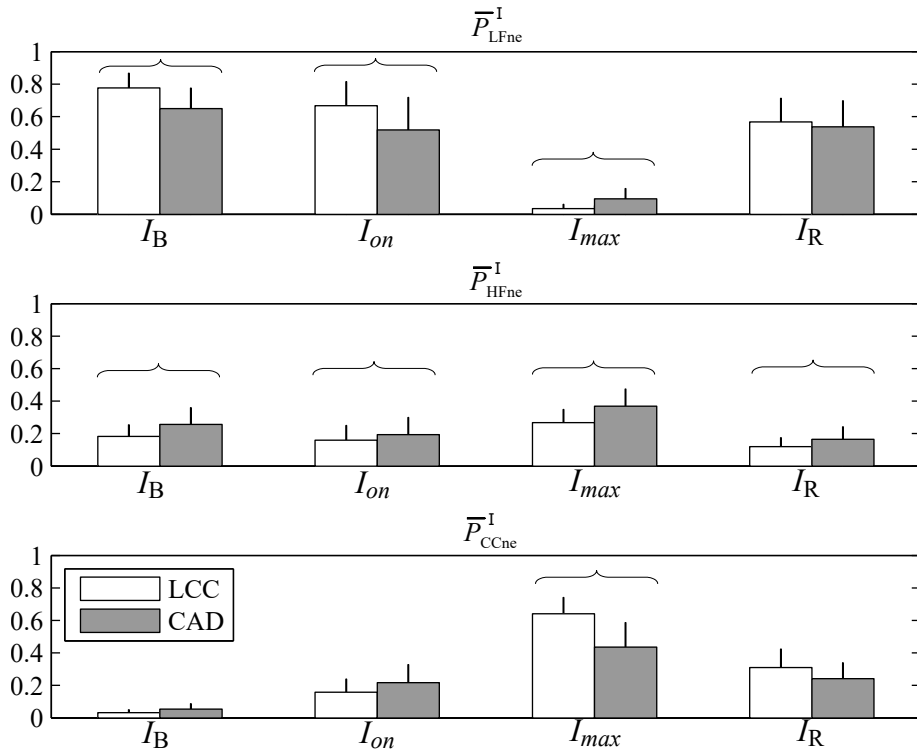 P̅ᴵ_LFne
1
0.8
0.6
0.4
0.2
0
I_B I_on I_max I_R
P̅ᴵ_HFne
1
0.8
0.6
0.4
0.2
0
I_B I_on I_max I_R
P̅ᴵ_CCne
1
0.8
0.6
0.4
0.2
0
LCC
CAD
I_B I_on I_max I_R